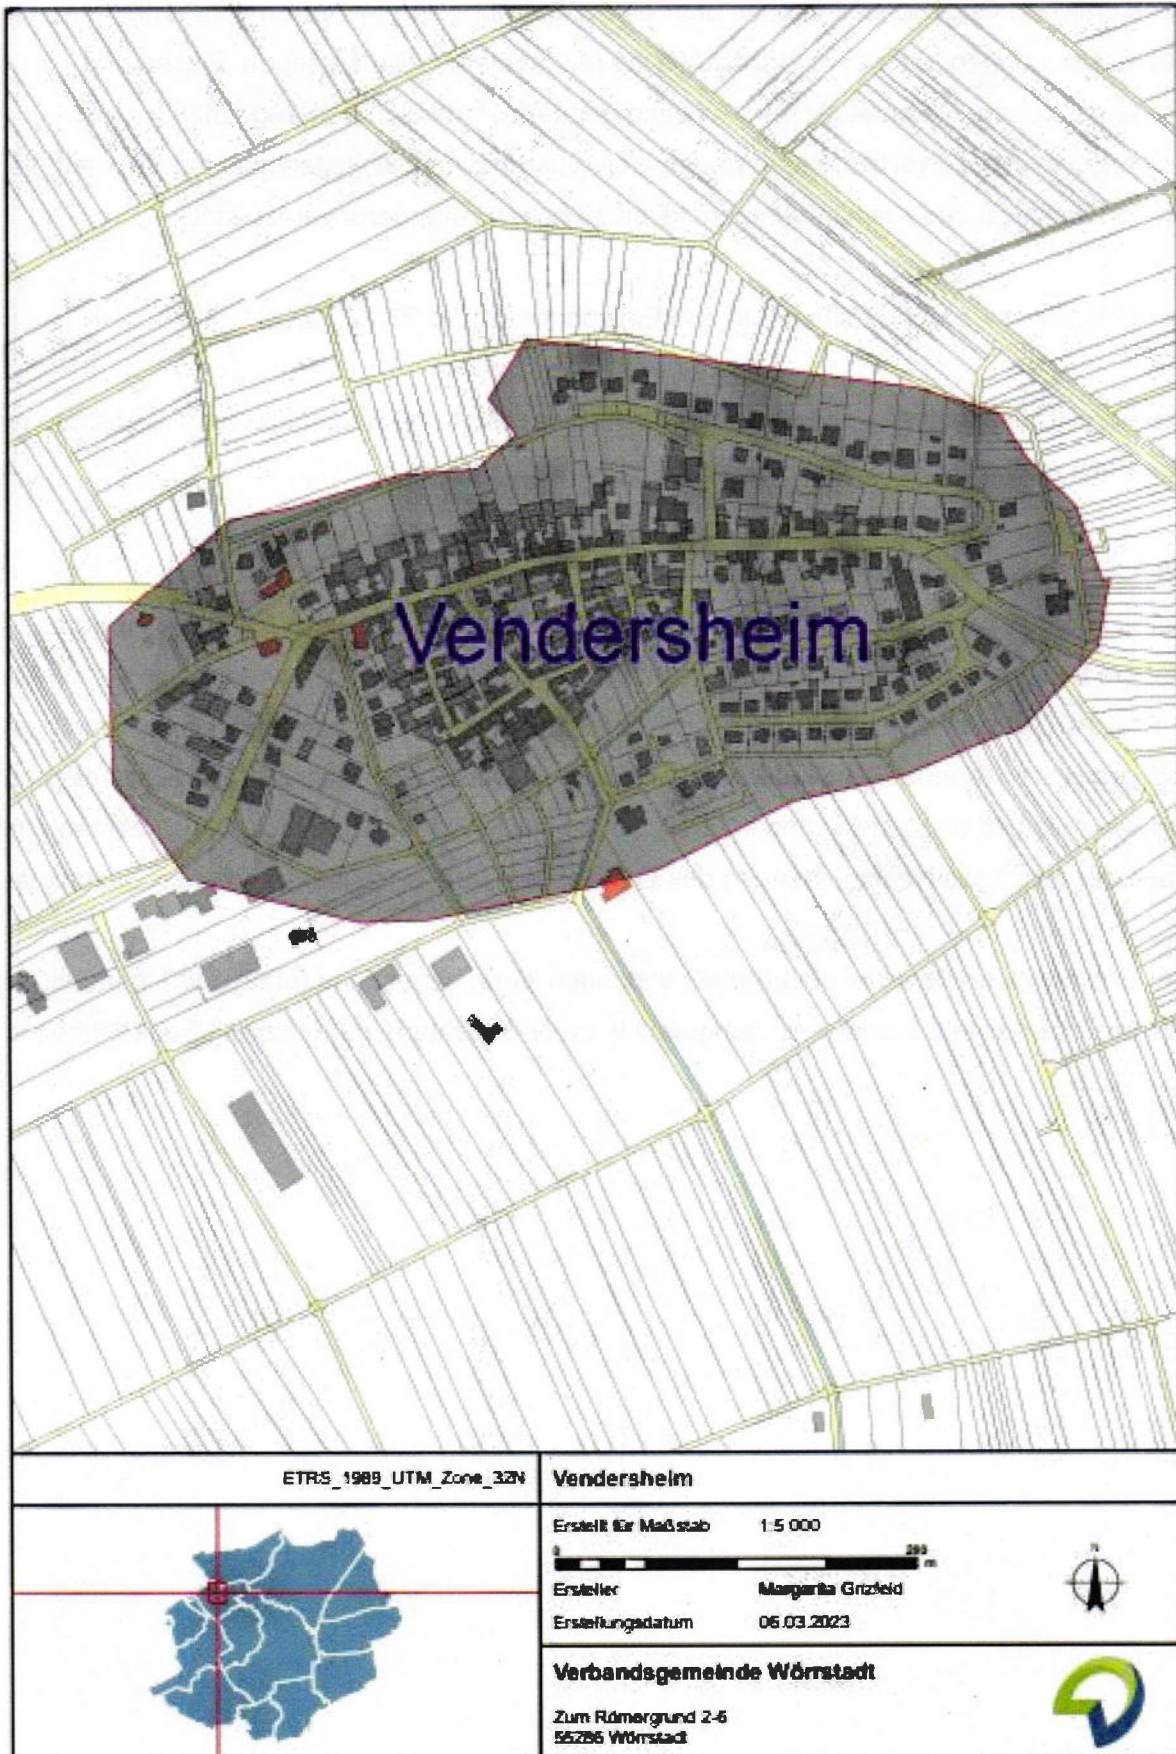 Vendersheim
ETRS_1989_UTM_Zone_32N
Vendersheim
Erstellt für Maßstab 1:5 000
0
m
Ersteller Margarita
Erstellungsdatum 06.03.2023
N
Verbandsgemeinde Wörrstadt
Zum Römergrund 2-6
55286 Wörrstadt